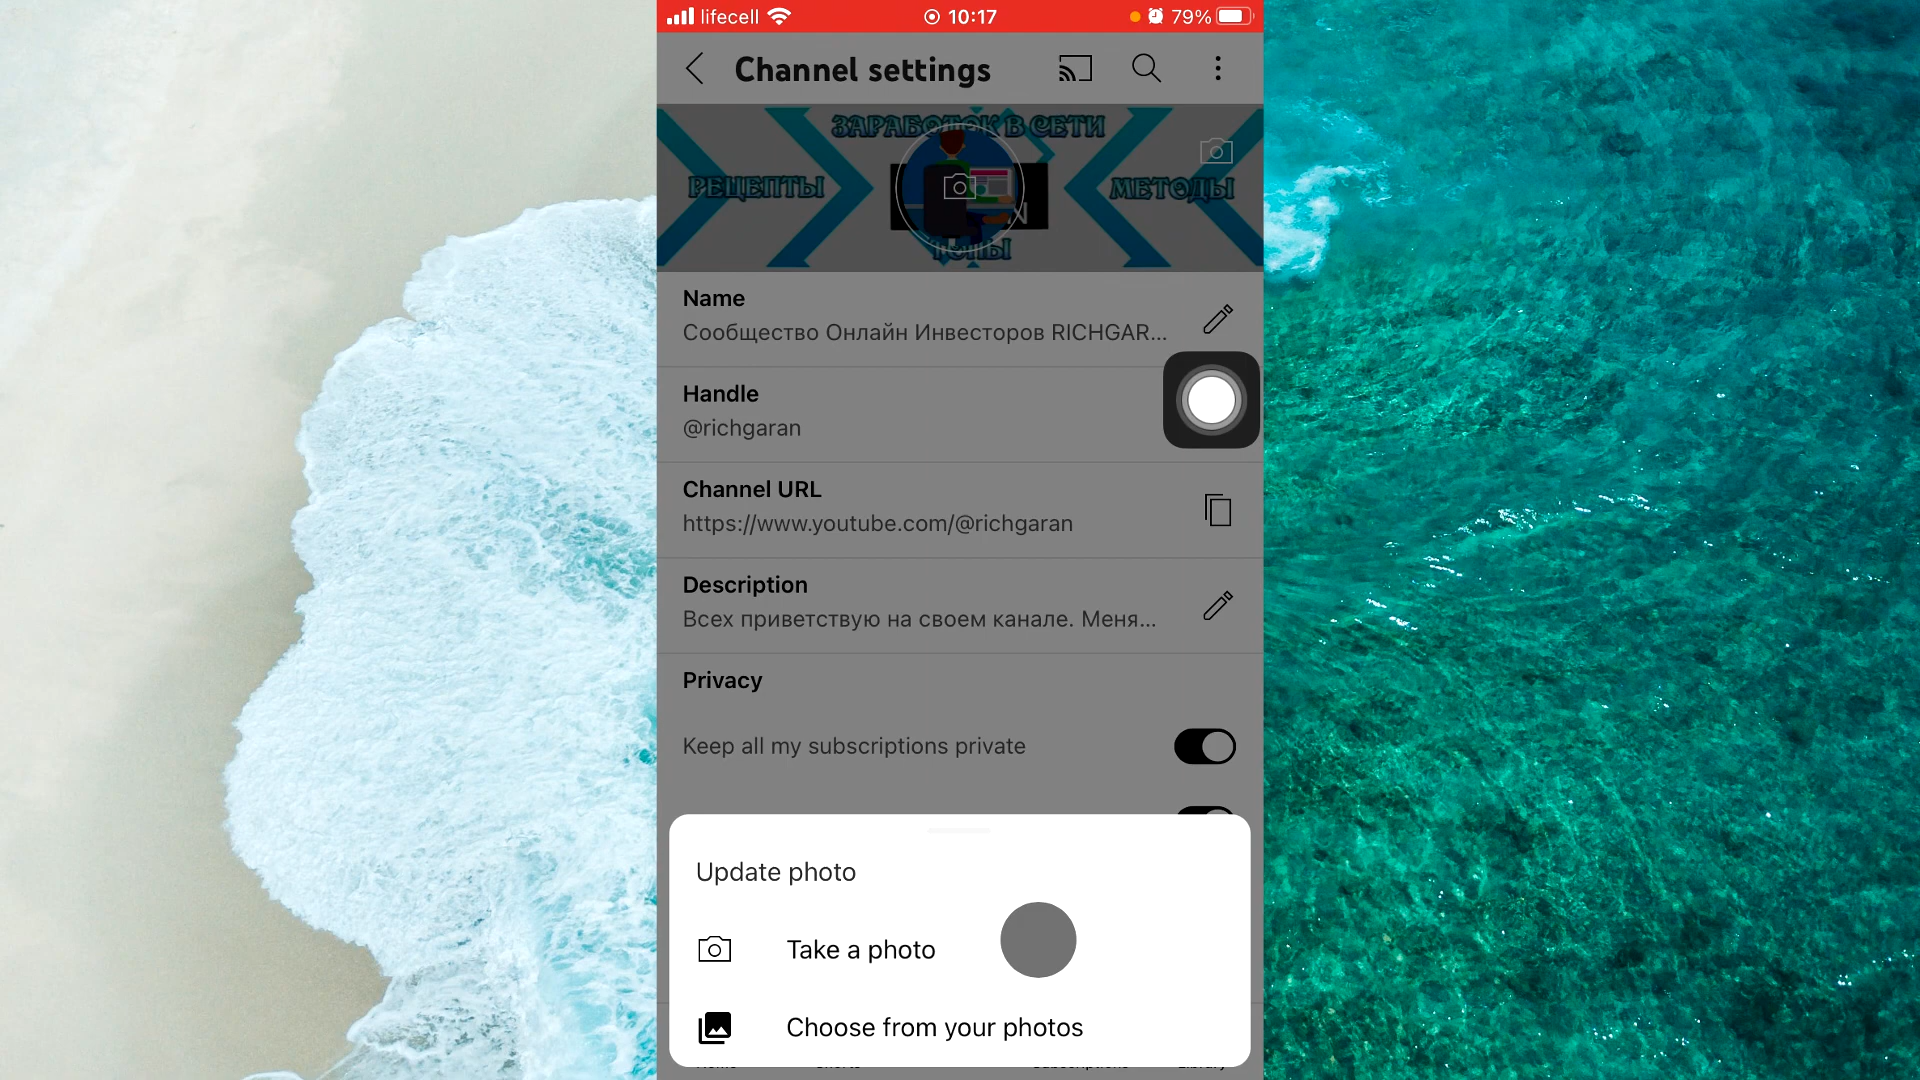 lifecell 10:17 79%
Channel settings
ЗАРАБОТОК В СЕТИ
РЕЦЕПТЫ
МЕТОДЫ
Name
Сообщество Онлайн Инвесторов RICHGAR...
Handle
@richgaran
Channel URL
https://www.youtube.com/@richgaran
Description
Всех приветствую на своем канале. Меня...
Privacy
Keep all my subscriptions private
Update photo
Take a photo
Choose from your photos